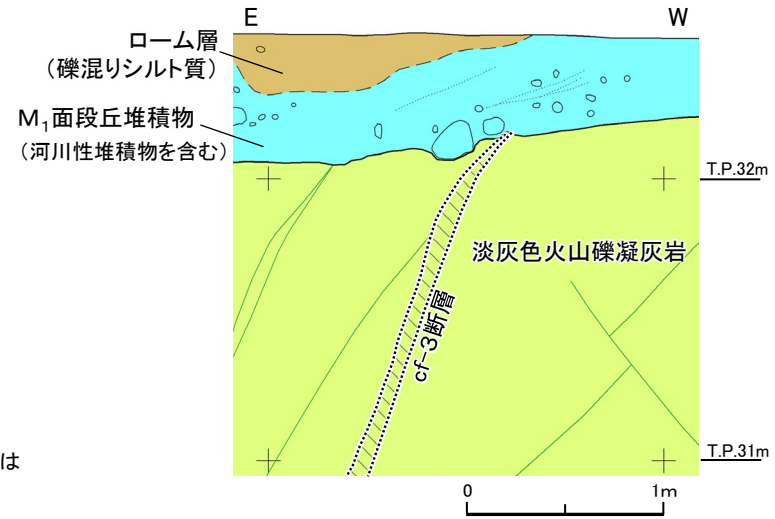 E
W
ローム層
(礫混りシルト質)
M₁面段丘堆積物
(河川性堆積物を含む)
T.P.32m
淡灰色火山礫凝灰岩
cf-3断層
T.P.31m
は
0
1m